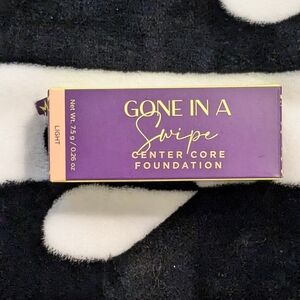 GONE IN A
Swipe
CENTER CORE
FOUNDATION
Net Wt. 7.5 g / 0.26 oz
LIGHT